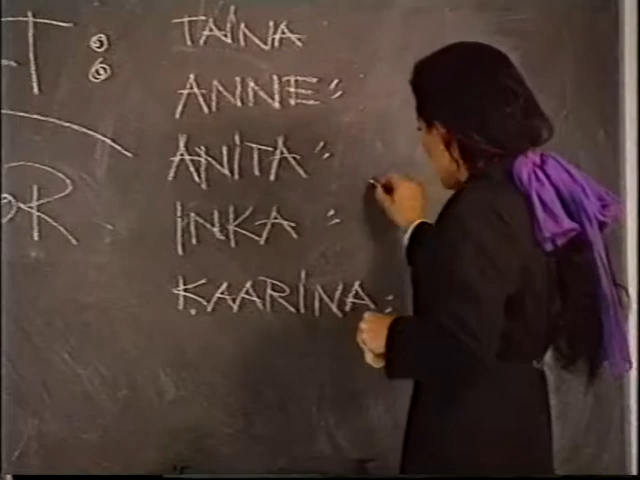 T:
TAINA
ANNE "
ANITA "
INKA "
KAARINA "